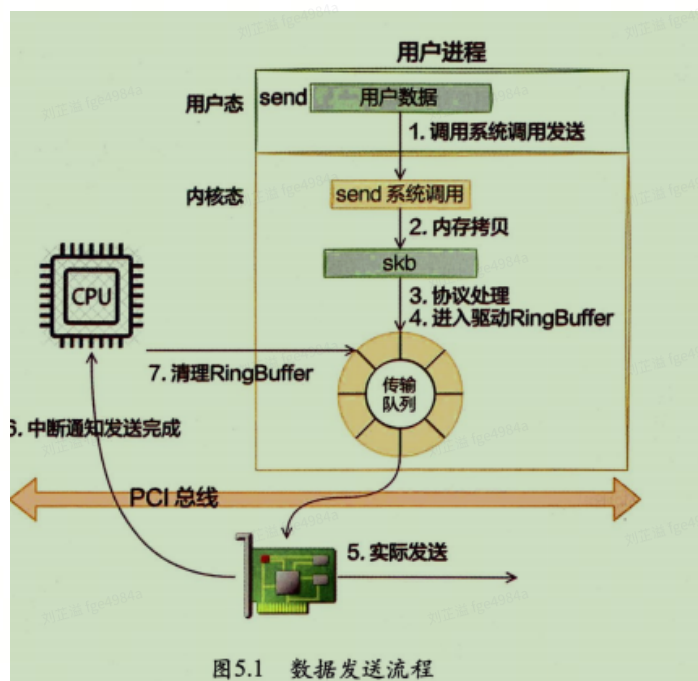 用户进程
用户态
send
用户数据
1. 调用系统调用发送
内核态
send 系统调用
2. 内存拷贝
skb
3. 协议处理
4. 进入驱动RingBuffer
CPU
7. 清理RingBuffer
传输
队列
6. 中断通知发送完成
PCI 总线
5. 实际发送
图5.1 数据发送流程